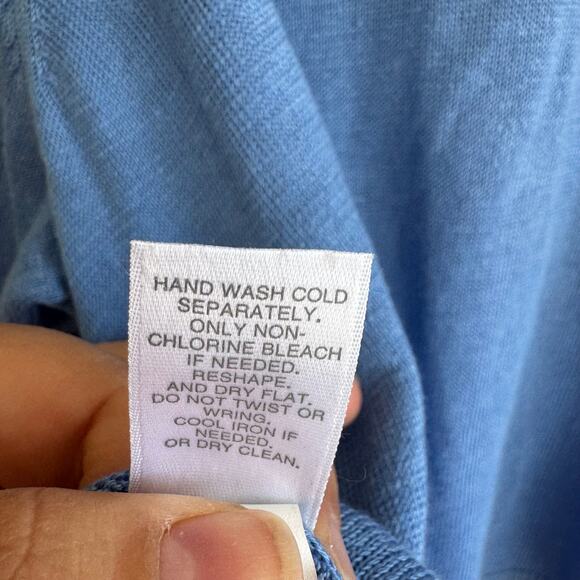 HAND WASH COLD
SEPARATELY.
ONLY NON-
CHLORINE BLEACH
IF NEEDED.
RESHAPE.
AND DRY FLAT.
DO NOT TWIST OR
WRING.
COOL IRON IF
NEEDED.
OR DRY CLEAN.